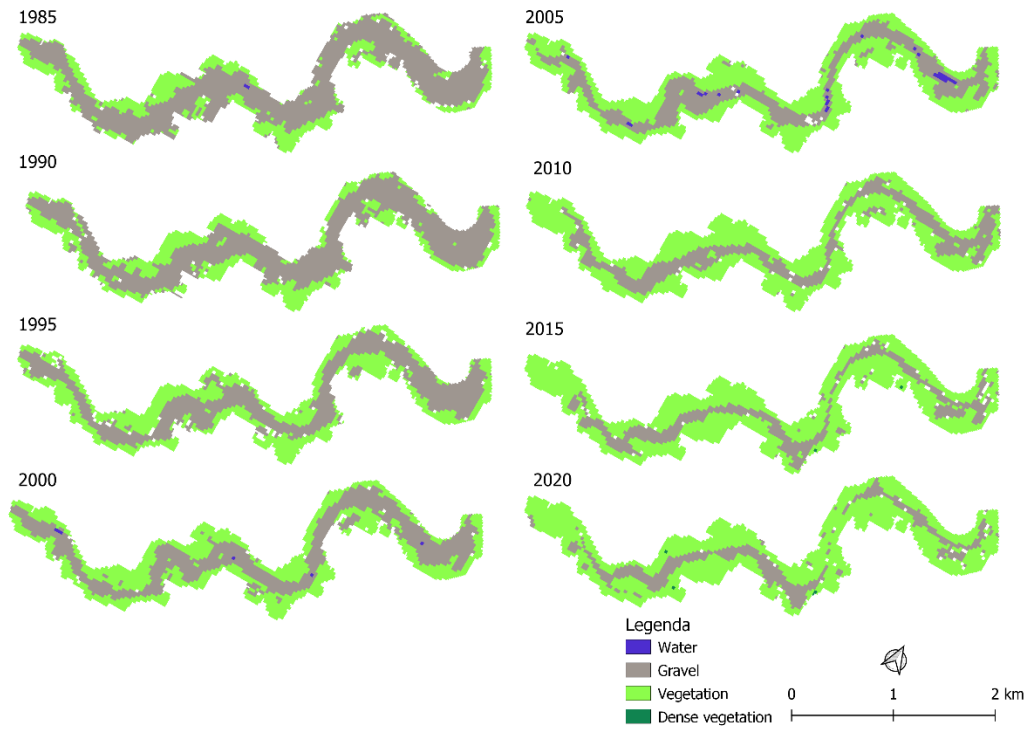 1985
1990
1995
2000
2005
2010
2015
2020
Legenda
Water
Gravel
Vegetation
Dense vegetation
0 1 2 km